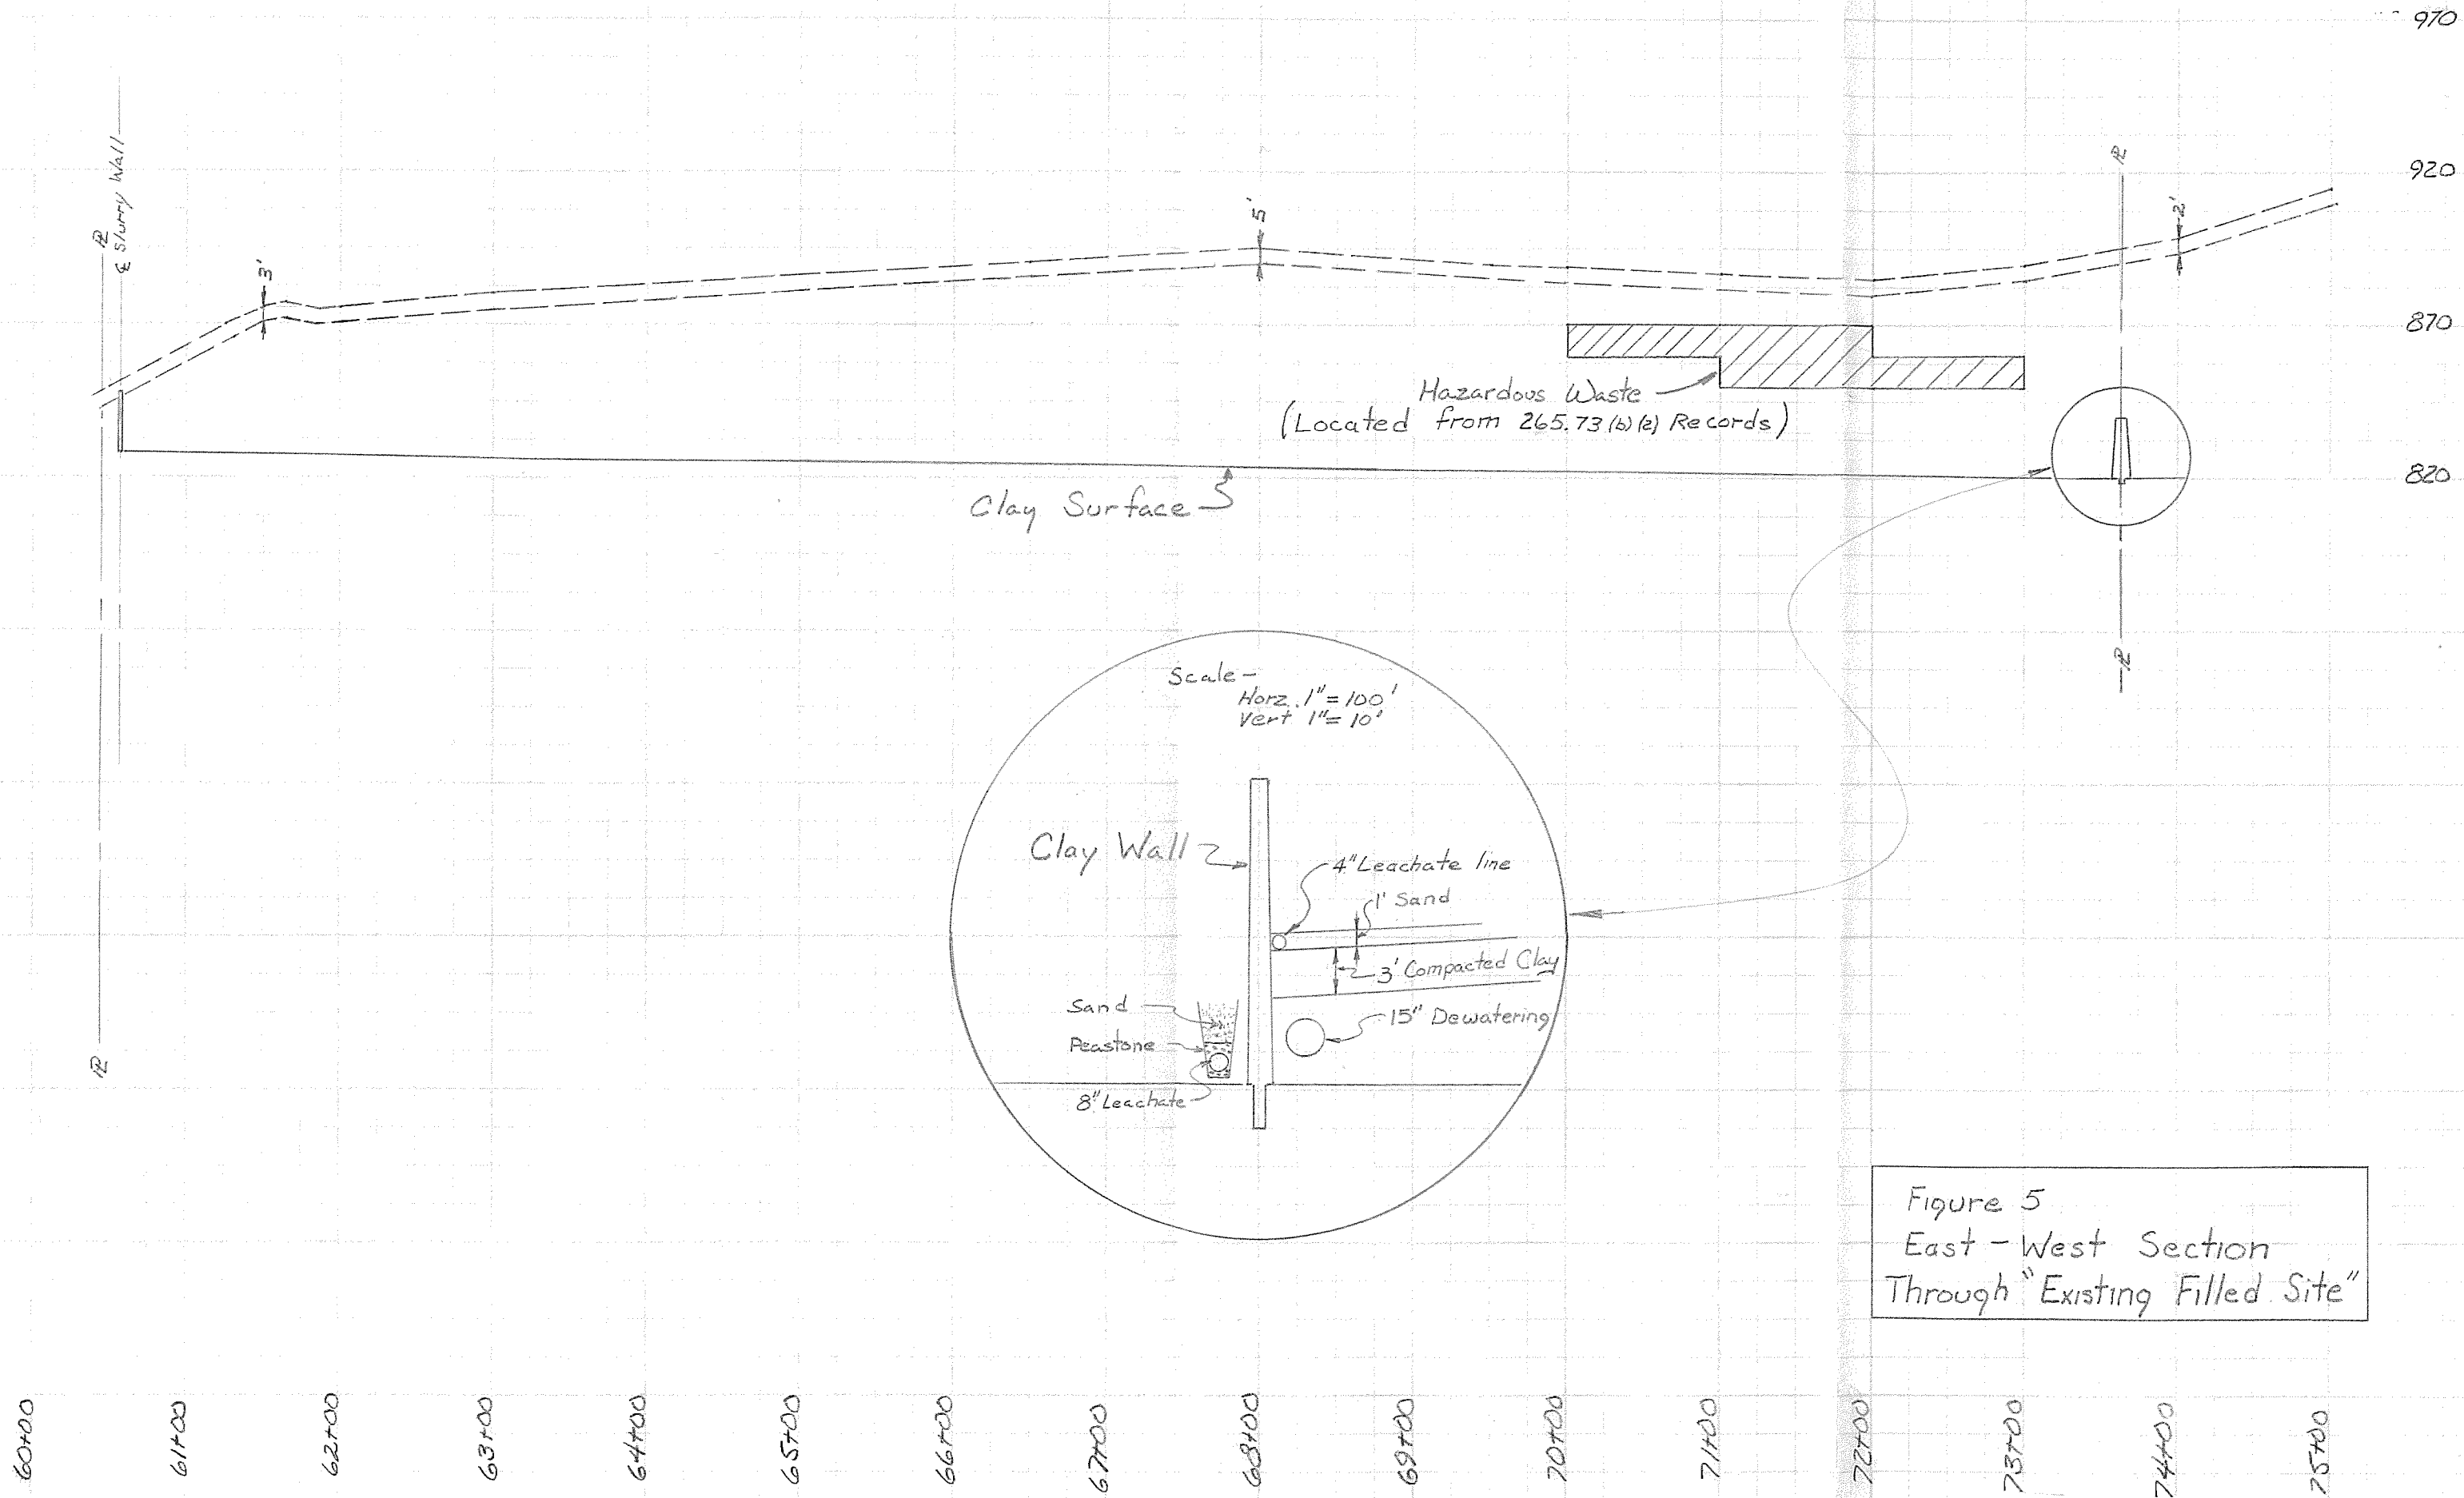 970
920
870
820
℄ Slurry Wall
3'
5'
2'
Hazardous Waste
(Located from 265.73(b)(2) Records)
Clay Surface
Scale-
Horz. 1"=100'
Vert 1"=10'
Clay Wall
4" Leachate line
1' Sand
3' Compacted Clay
Sand
15" Dewatering
Peastone
8" Leachate
Figure 5
East-West Section
Through "Existing Filled Site"
60+00
61+00
62+00
63+00
64+00
65+00
66+00
67+00
68+00
69+00
70+00
71+00
72+00
73+00
74+00
75+00